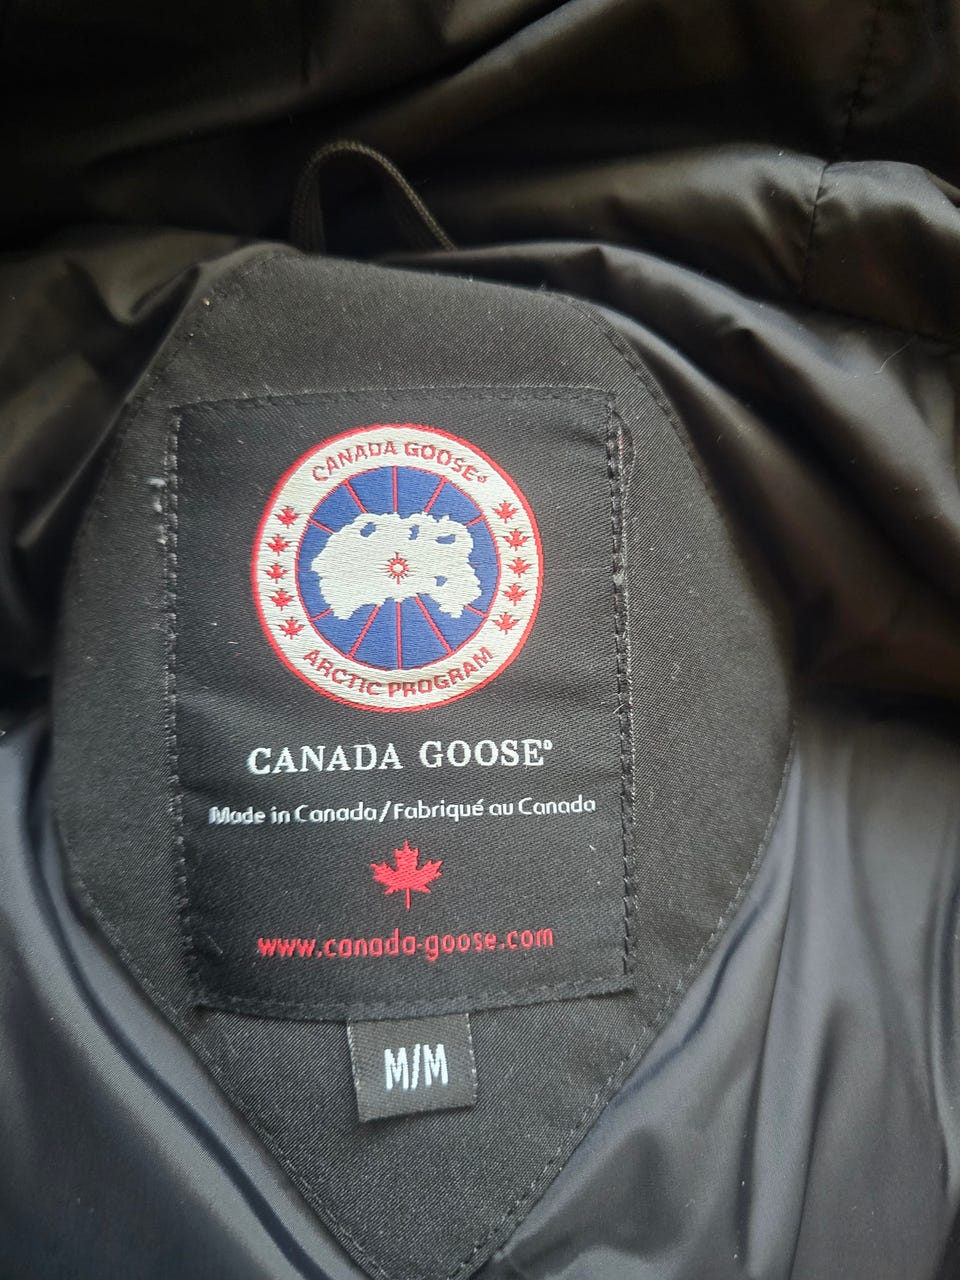 CANADA GOOSE®
ARCTIC PROGRAM
CANADA GOOSE®
Made in Canada/Fabriqué au Canada
www.canada-goose.com
M/M